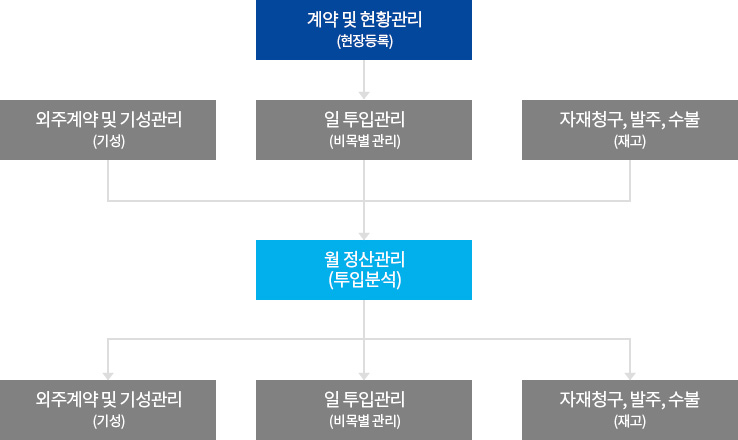 계약 및 현황관리
(현장등록)
외주계약 및 기성관리
(기성)
일 투입관리
(비목별 관리)
자재청구, 발주, 수불
(재고)
월 정산관리
(투입분석)
외주계약 및 기성관리
(기성)
일 투입관리
(비목별 관리)
자재청구, 발주, 수불
(재고)